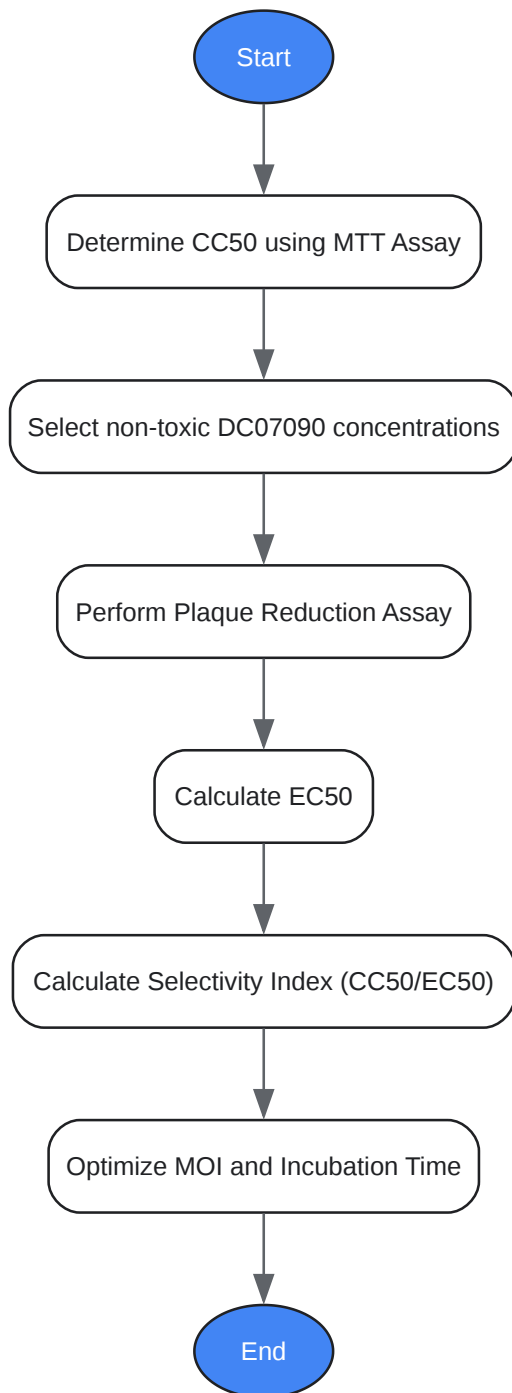 Start
Determine CC50 using MTT Assay
Select non-toxic DC07090 concentrations
Perform Plaque Reduction Assay
Calculate EC50
Calculate Selectivity Index (CC50/EC50)
Optimize MOI and Incubation Time
End